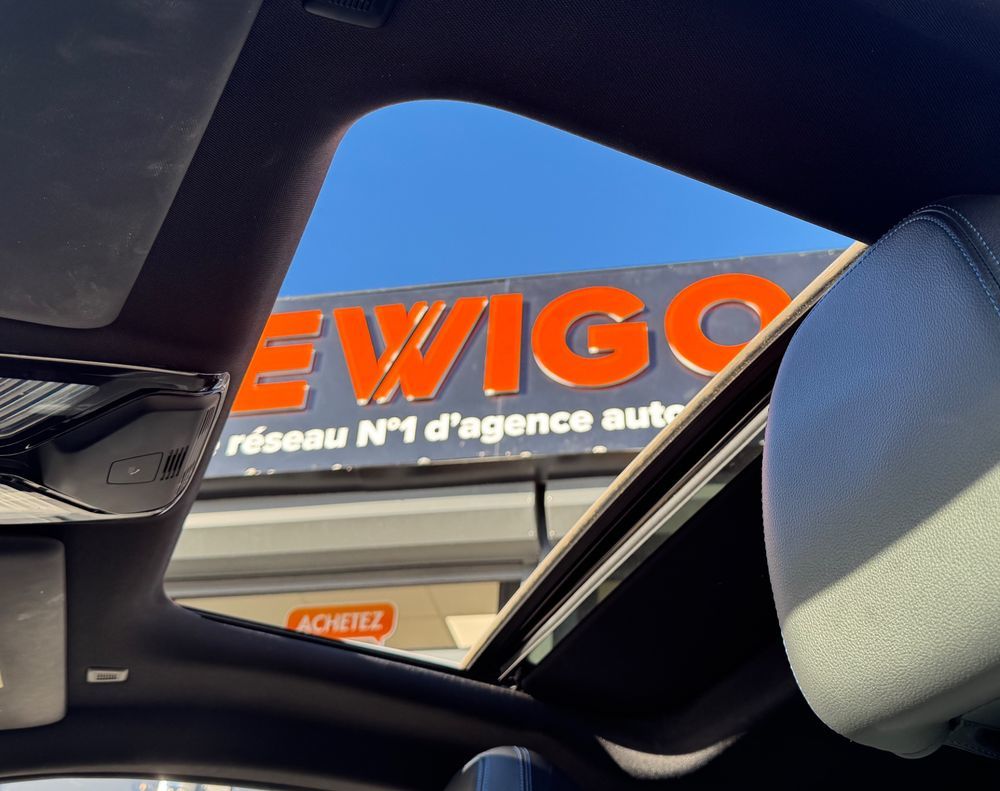 EWIGO
réseau N°1 d'agence auto
ACHETEZ